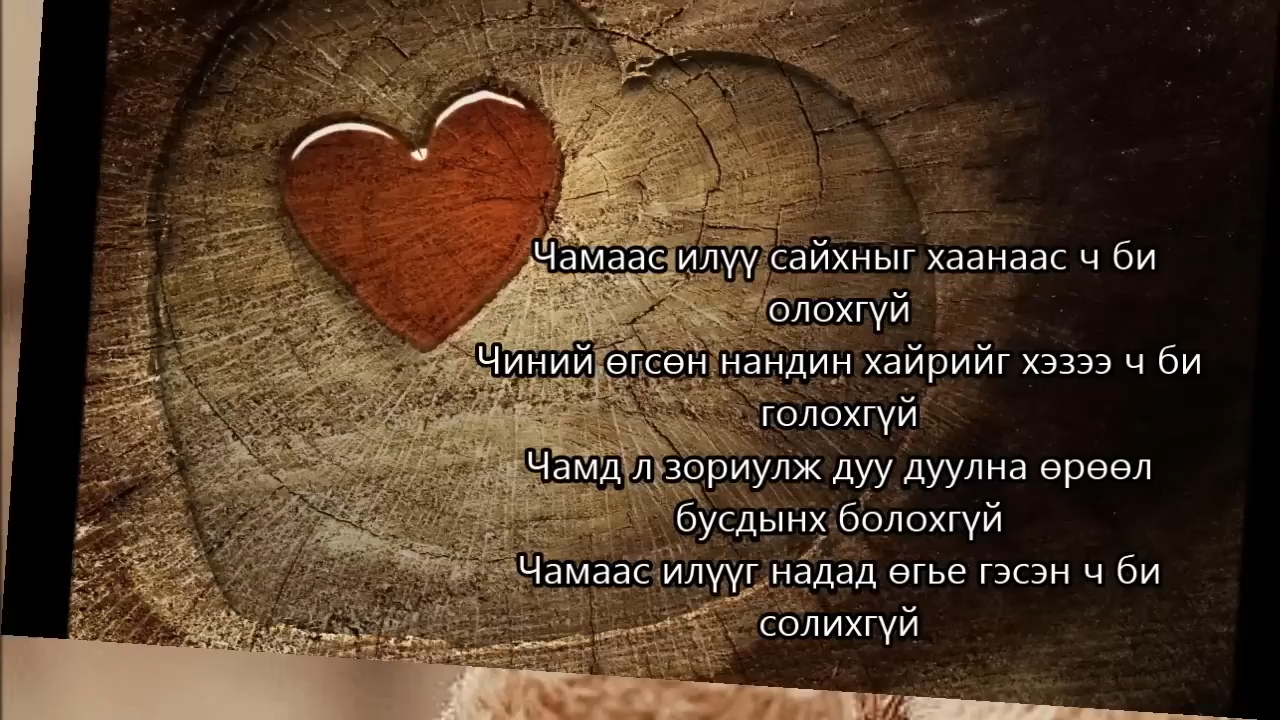 Чамаас илүү сайхныг хаанаас ч би
олохгүй
Чиний өгсөн нандин хайрийг хэзээ ч би
голохгүй
Чамд л зориулж дуу дуулна өрөөл
бусдынх болохгүй
Чамаас илүүг надад өгье гэсэн ч би
солихгүй